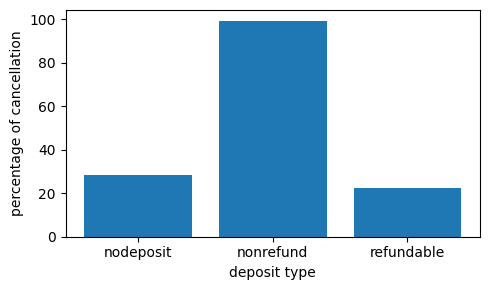 percentage of cancellation
100
80
60
40
20
0
nodeposit nonrefund refundable
deposit type